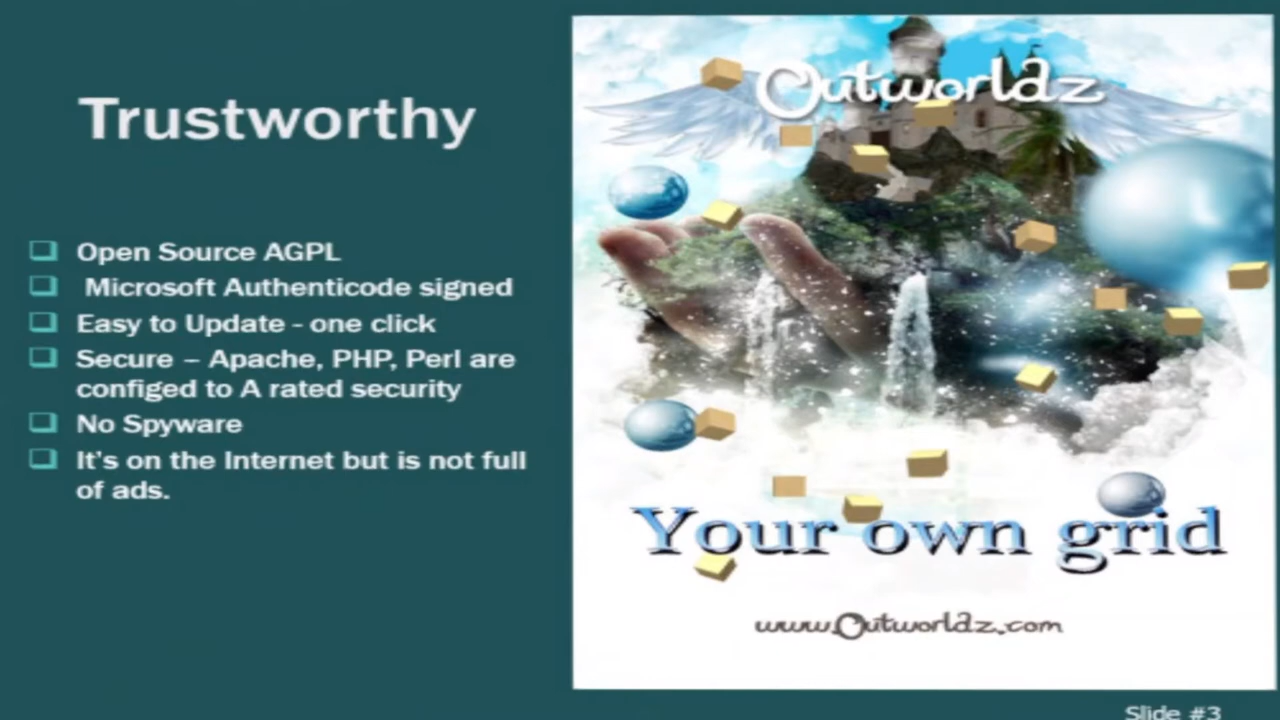 Trustworthy
Open Source AGPL
Microsoft Authenticode signed
Easy to Update - one click
Secure – Apache, PHP, Perl are
configed to A rated security
No Spyware
It's on the Internet but is not full
of ads.
Outworldz
Your own grid
www.Outworldz.com
Slide #3